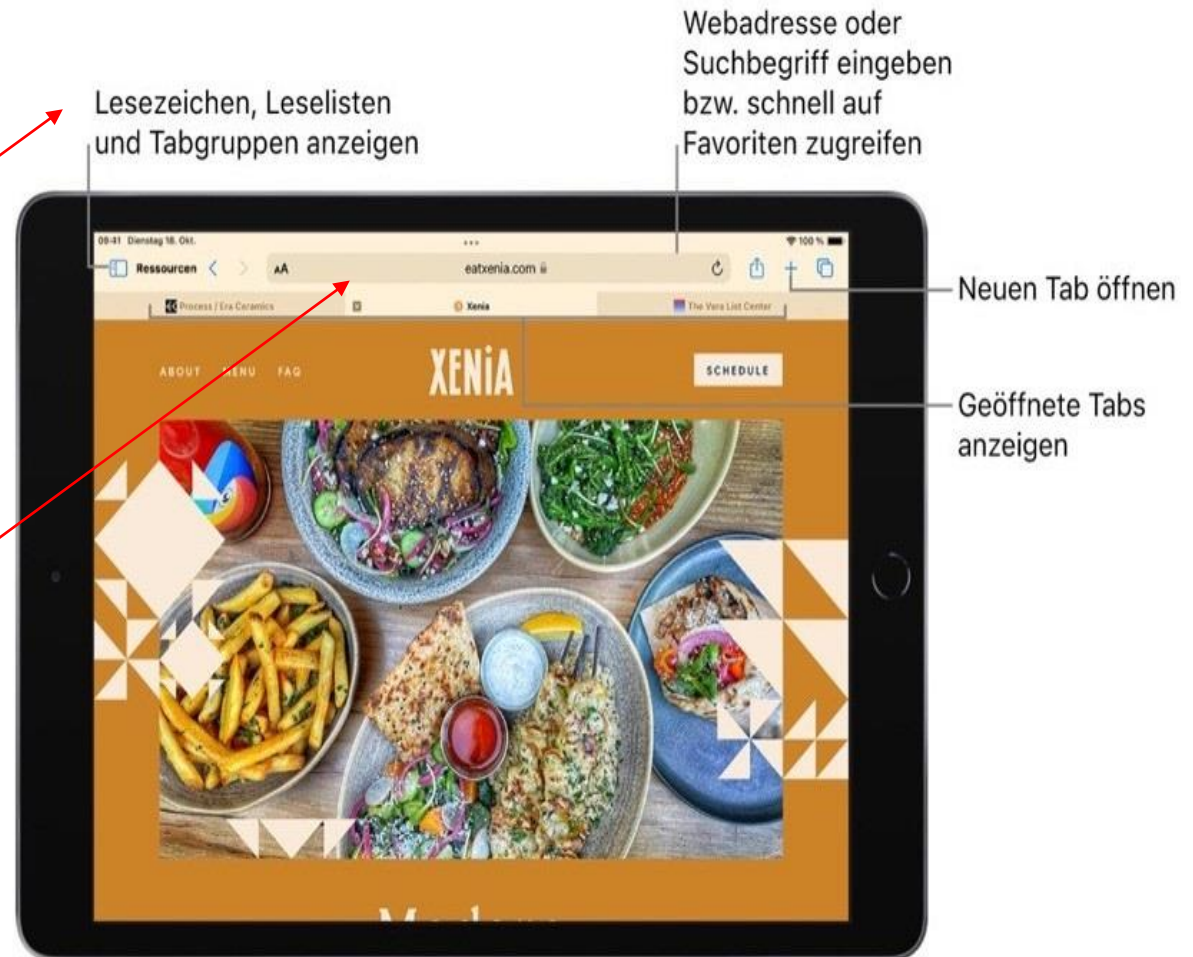 Webadresse oder
Suchbegriff eingeben
bzw. schnell auf
Favoriten zugreifen
Lesezeichen, Leselisten
und Tabgruppen anzeigen
09:41 Dienstag 18. Okt.
100 %
Ressourcen
AA
eatxenia.com
Process / Era Ceramics
Xenia
The Vera List Center
Neuen Tab öffnen
ABOUT MENU FAQ
XENiA
SCHEDULE
Geöffnete Tabs
anzeigen